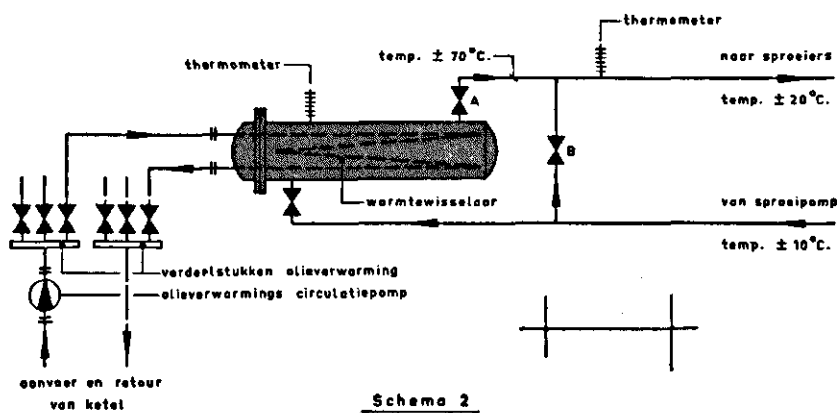 thermometer
temp. ± 70°C.
naar sproeiers
thermometer
A
temp. ± 20°C.
B
warmtewisselaar
van sproeipomp
temp. ± 10°C.
verdeelstukken olieverwarming
olieverwarmings circulatiepomp
aanvoer en retour
van ketel
Schema 2